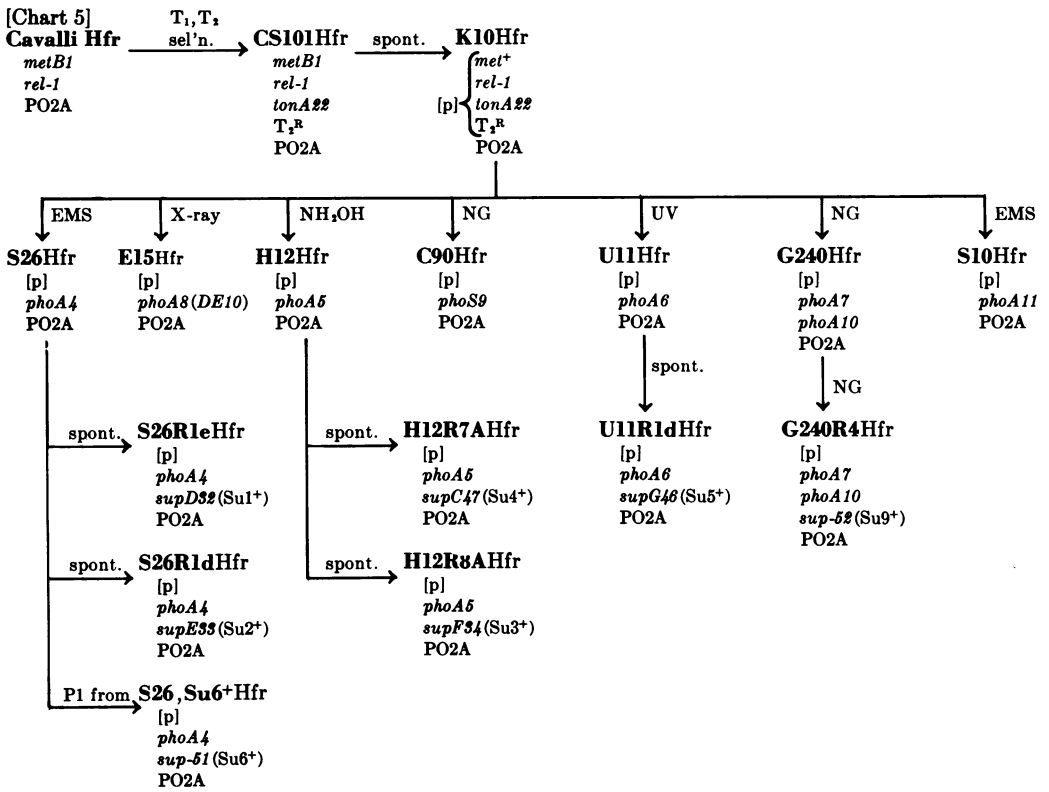 [Chart 5]
T₁, T₂
Cavalli Hfr sel'n. CS101Hfr spont. K10Hfr
metB1 metB1 met⁺
rel-1 rel-1 rel-1
PO2A tonA22 [p] tonA22
T₂ᴿ T₂ᴿ
PO2A PO2A
EMS X-ray NH₂OH NG UV NG EMS
S26Hfr E15Hfr H12Hfr C90Hfr U11Hfr G240Hfr S10Hfr
[p] [p] [p] [p] [p] [p] [p]
phoA4 phoA8(DE10) phoA5 phoS9 phoA6 phoA7 phoA11
PO2A PO2A PO2A PO2A PO2A phoA10 PO2A
PO2A
spont. NG
spont. S26R1eHfr spont. H12R7AHfr U11R1dHfr G240R4Hfr
[p] [p] [p] [p]
phoA4 phoA5 phoA6 phoA7
supD32(Su1⁺) supC47(Su4⁺) supG46(Su5⁺) phoA10
PO2A PO2A PO2A sup-52(Su9⁺)
PO2A
spont. S26R1dHfr spont. H12R8AHfr
[p] [p]
phoA4 phoA5
supE33(Su2⁺) supF34(Su3⁺)
PO2A PO2A
P1 from S26,Su6⁺Hfr
[p]
phoA4
sup-51(Su6⁺)
PO2A